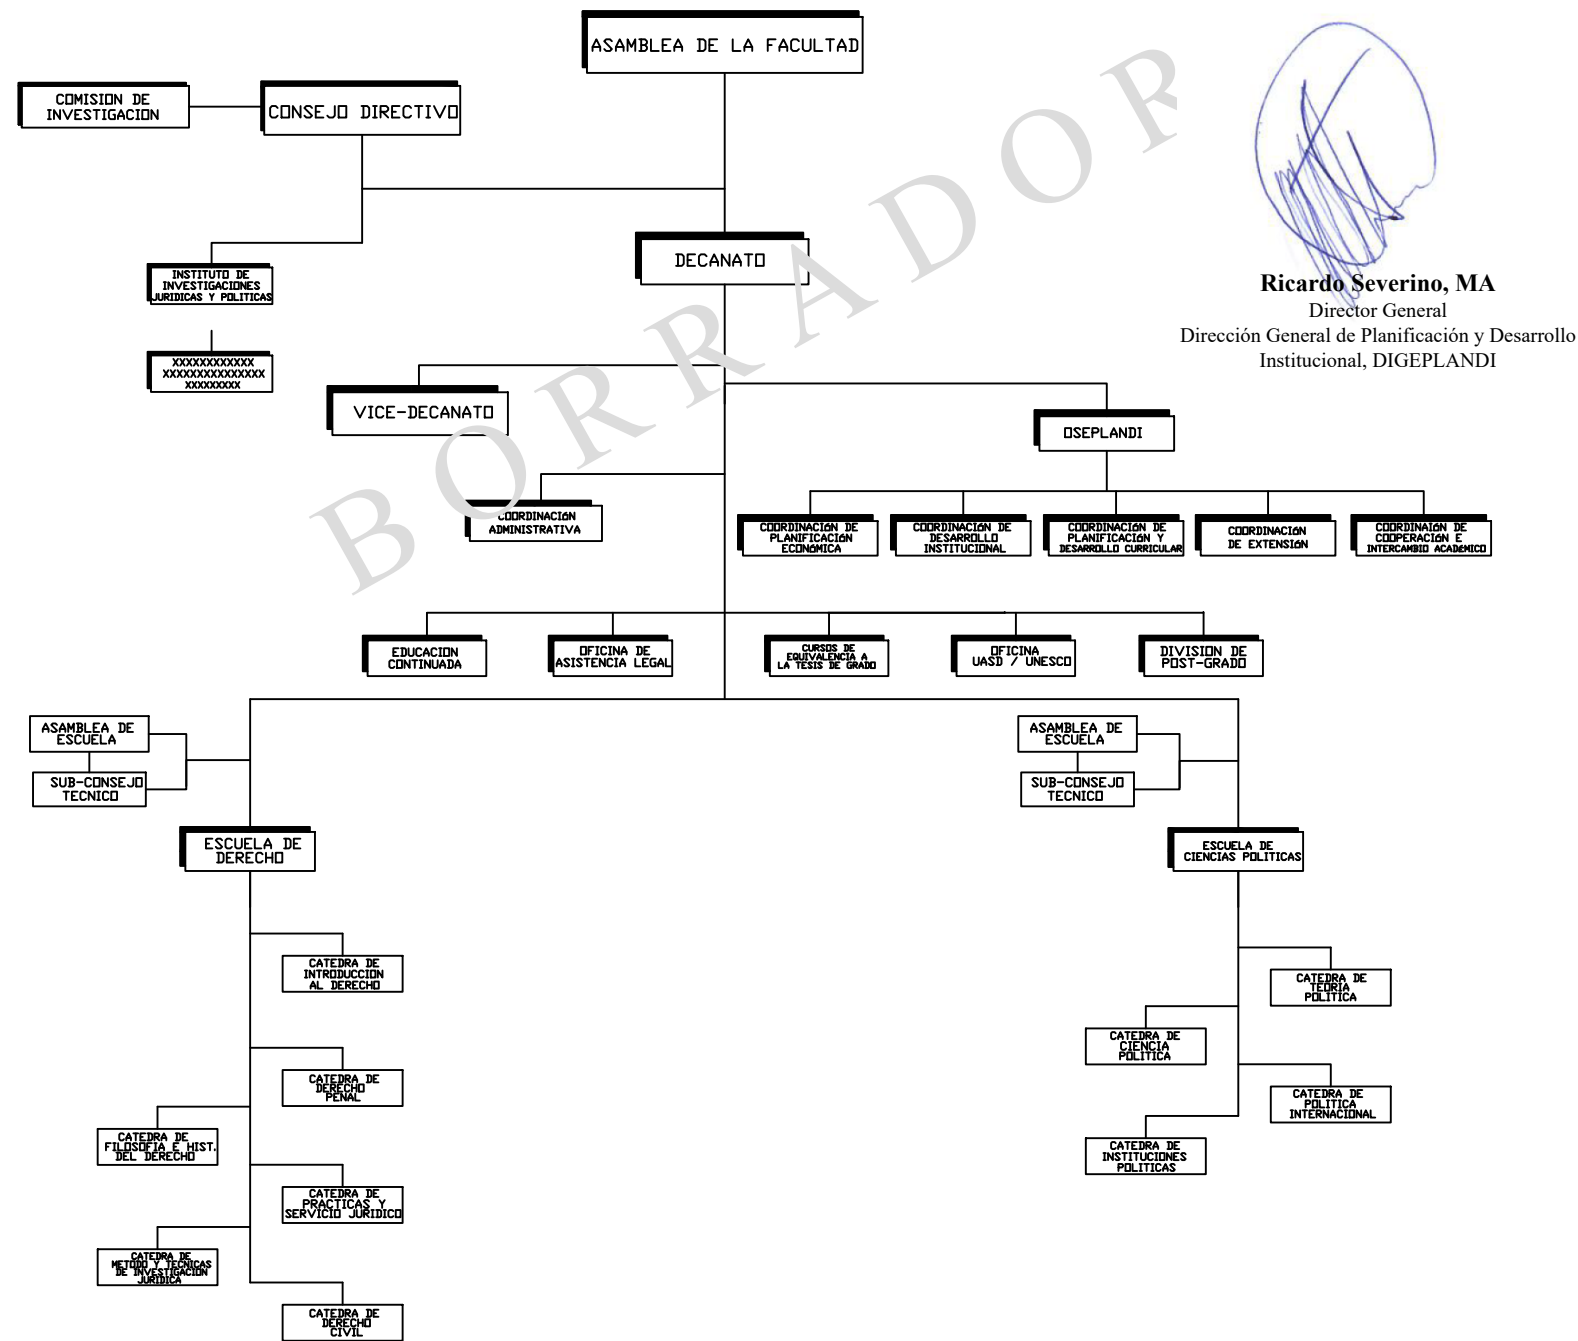 ASAMBLEA DE LA FACULTAD
COMISION DE
INVESTIGACION
CONSEJO DIRECTIVO
INSTITUTO DE
INVESTIGACIONES
JURIDICAS Y POLITICAS
XXXXXXXXXXXX
XXXXXXXXXXXXXXX
XXXXXXXXX
DECANATO
BORRADOR
Ricardo Severino, MA
Director General
Dirección General de Planificación y Desarrollo
Institucional, DIGEPLANDI
VICE-DECANATO
OSEPLANDI
COORDINACIÓN
ADMINISTRATIVA
COORDINACIÓN DE
PLANIFICACIÓN
ECONÓMICA
COORDINACIÓN DE
DESARROLLO
INSTITUCIONAL
COORDINACIÓN DE
PLANIFICACIÓN Y
DESARROLLO CURRICULAR
COORDINACIÓN
DE EXTENSIÓN
COORDINAIÓN DE
COOPERACIÓN E
INTERCAMBIO ACADÉMICO
EDUCACION
CONTINUADA
OFICINA DE
ASISTENCIA LEGAL
CURSOS DE
EQUIVALENCIA A
LA TESIS DE GRADO
OFICINA
UASD / UNESCO
DIVISION DE
POST-GRADO
ASAMBLEA DE
ESCUELA
SUB-CONSEJO
TECNICO
ESCUELA DE
DERECHO
CATEDRA DE
INTRODUCCION
AL DERECHO
CATEDRA DE
DERECHO
PENAL
CATEDRA DE
FILOSOFIA E HIST.
DEL DERECHO
CATEDRA DE
PRACTICAS Y
SERVICIO JURIDICO
CATEDRA DE
METODO Y TECNICAS
DE INVESTIGACION
JURIDICA
CATEDRA DE
DERECHO
CIVIL
ASAMBLEA DE
ESCUELA
SUB-CONSEJO
TECNICO
ESCUELA DE
CIENCIAS POLITICAS
CATEDRA DE
TEORIA
POLITICA
CATEDRA DE
CIENCIA
POLITICA
CATEDRA DE
POLITICA
INTERNACIONAL
CATEDRA DE
INSTITUCIONES
POLITICAS